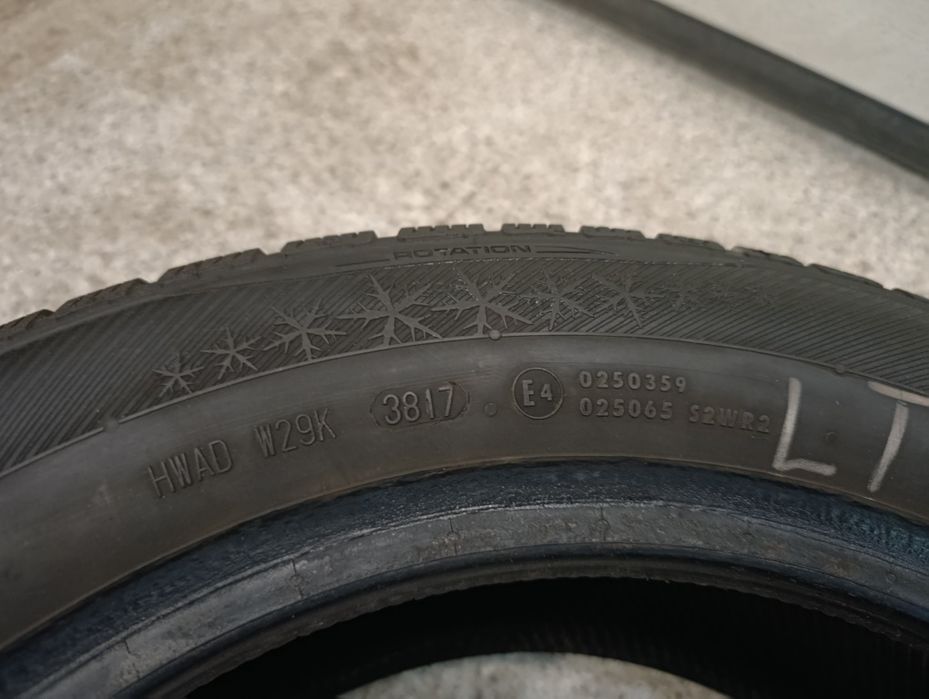 ROTATION
HWAD W29K 3817 E4 0250359
025065 S2WR2
LT